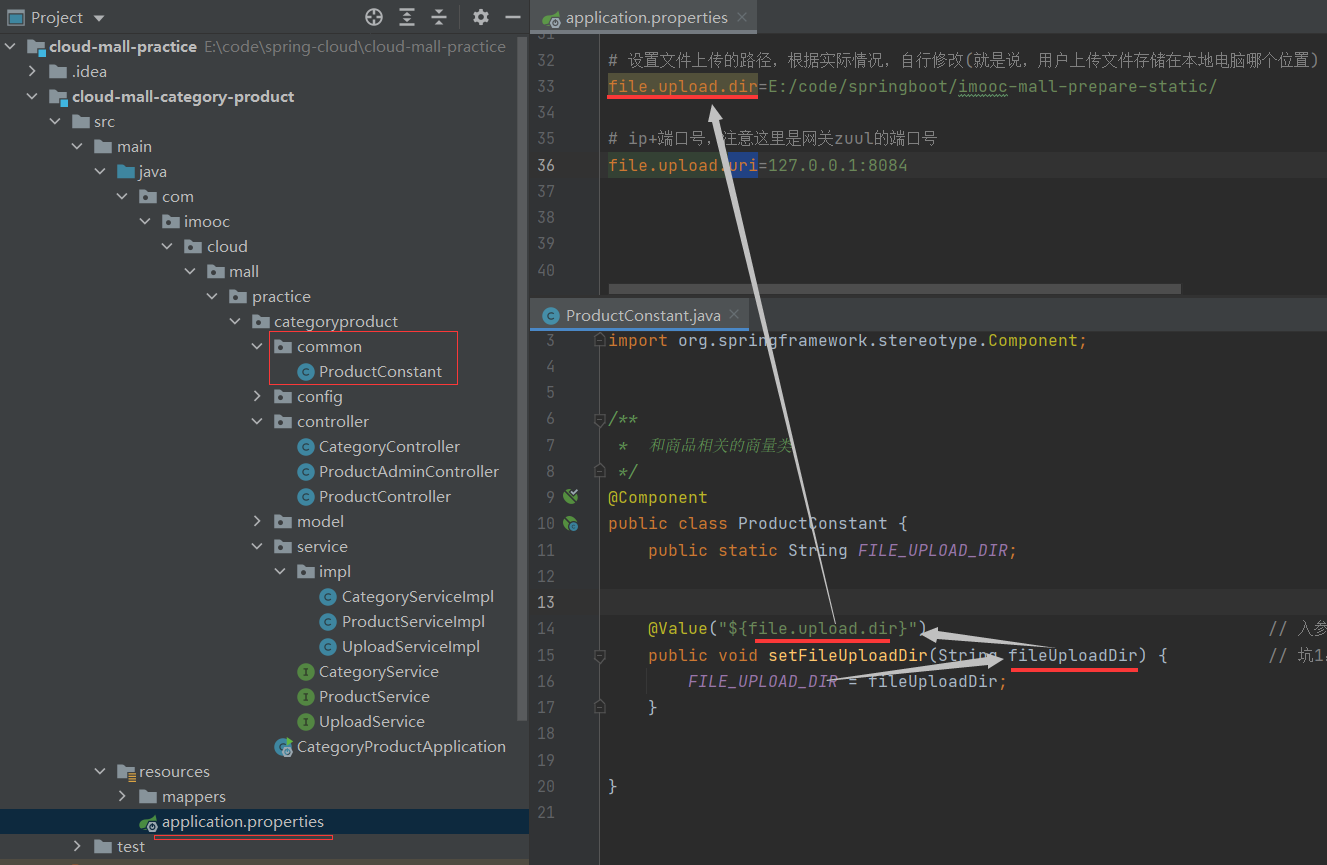 Project
cloud-mall-practice E:\code\spring-cloud\cloud-mall-practice
.idea
cloud-mall-category-product
src
main
java
com
imooc
cloud
mall
practice
categoryproduct
common
ProductConstant
config
controller
CategoryController
ProductAdminController
ProductController
model
service
impl
CategoryServiceImpl
ProductServiceImpl
UploadServiceImpl
CategoryService
ProductService
UploadService
CategoryProductApplication
resources
mappers
application.properties
test
application.properties
31
32 # 设置文件上传的路径，根据实际情况，自行修改(就是说，用户上传文件存储在本地电脑哪个位置)
33 file.upload.dir=E:/code/springboot/imooc-mall-prepare-static/
34
35 # ip+端口号，注意这里是网关zuul的端口号
36 file.upload.uri=127.0.0.1:8084
37
38
39
40
ProductConstant.java
3 import org.springframework.stereotype.Component;
4
5
6 /**
7 * 和商品相关的商量类
8 */
9 @Component
10 public class ProductConstant {
11 public static String FILE_UPLOAD_DIR;
12
13
14 @Value("${file.upload.dir}") // 入参
15 public void setFileUploadDir(String fileUploadDir) { // 坑1
16 FILE_UPLOAD_DIR = fileUploadDir;
17 }
18
19
20 }
21